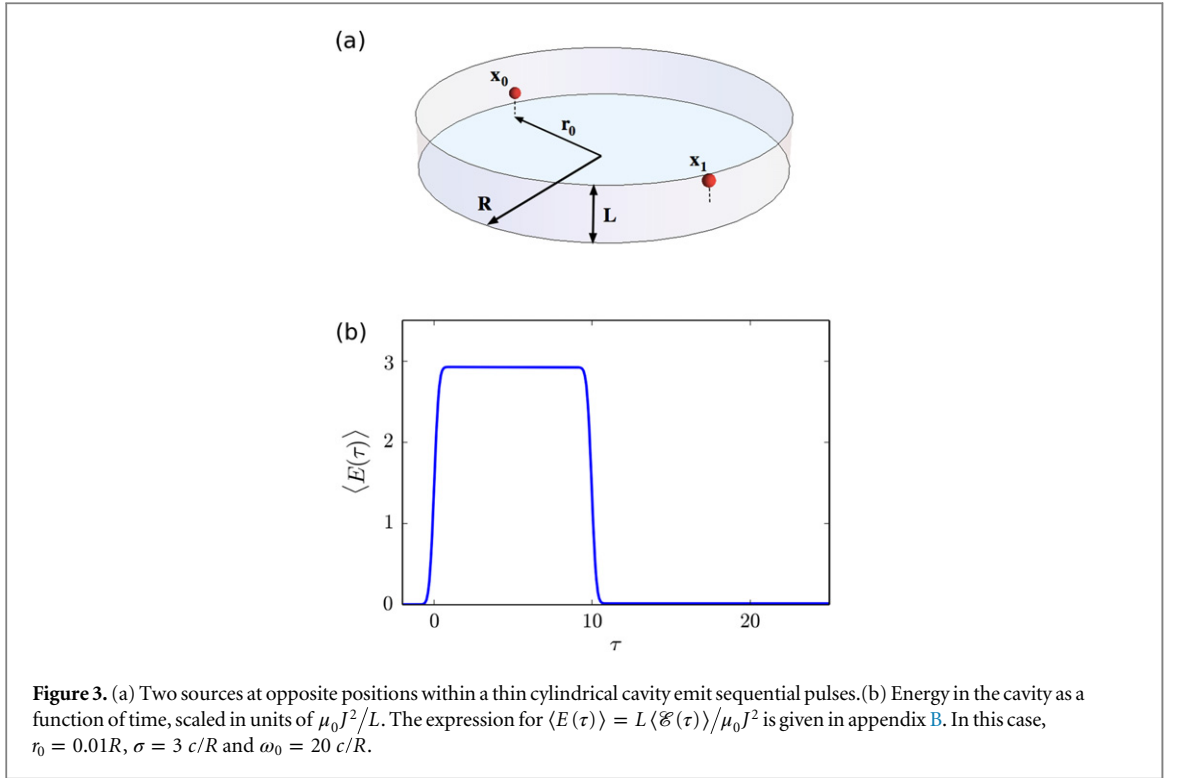 (a)
x₀
r₀
x₁
R
L
(b)
3
2
1
0
⟨E(τ)⟩
0 10 20
τ
Figure 3. (a) Two sources at opposite positions within a thin cylindrical cavity emit sequential pulses.(b) Energy in the cavity as a
function of time, scaled in units of μ₀J²/L. The expression for ⟨E(τ)⟩ = L⟨ℰ(τ)⟩/μ₀J² is given in appendix B. In this case,
r₀ = 0.01R, σ = 3 c/R and ω₀ = 20 c/R.